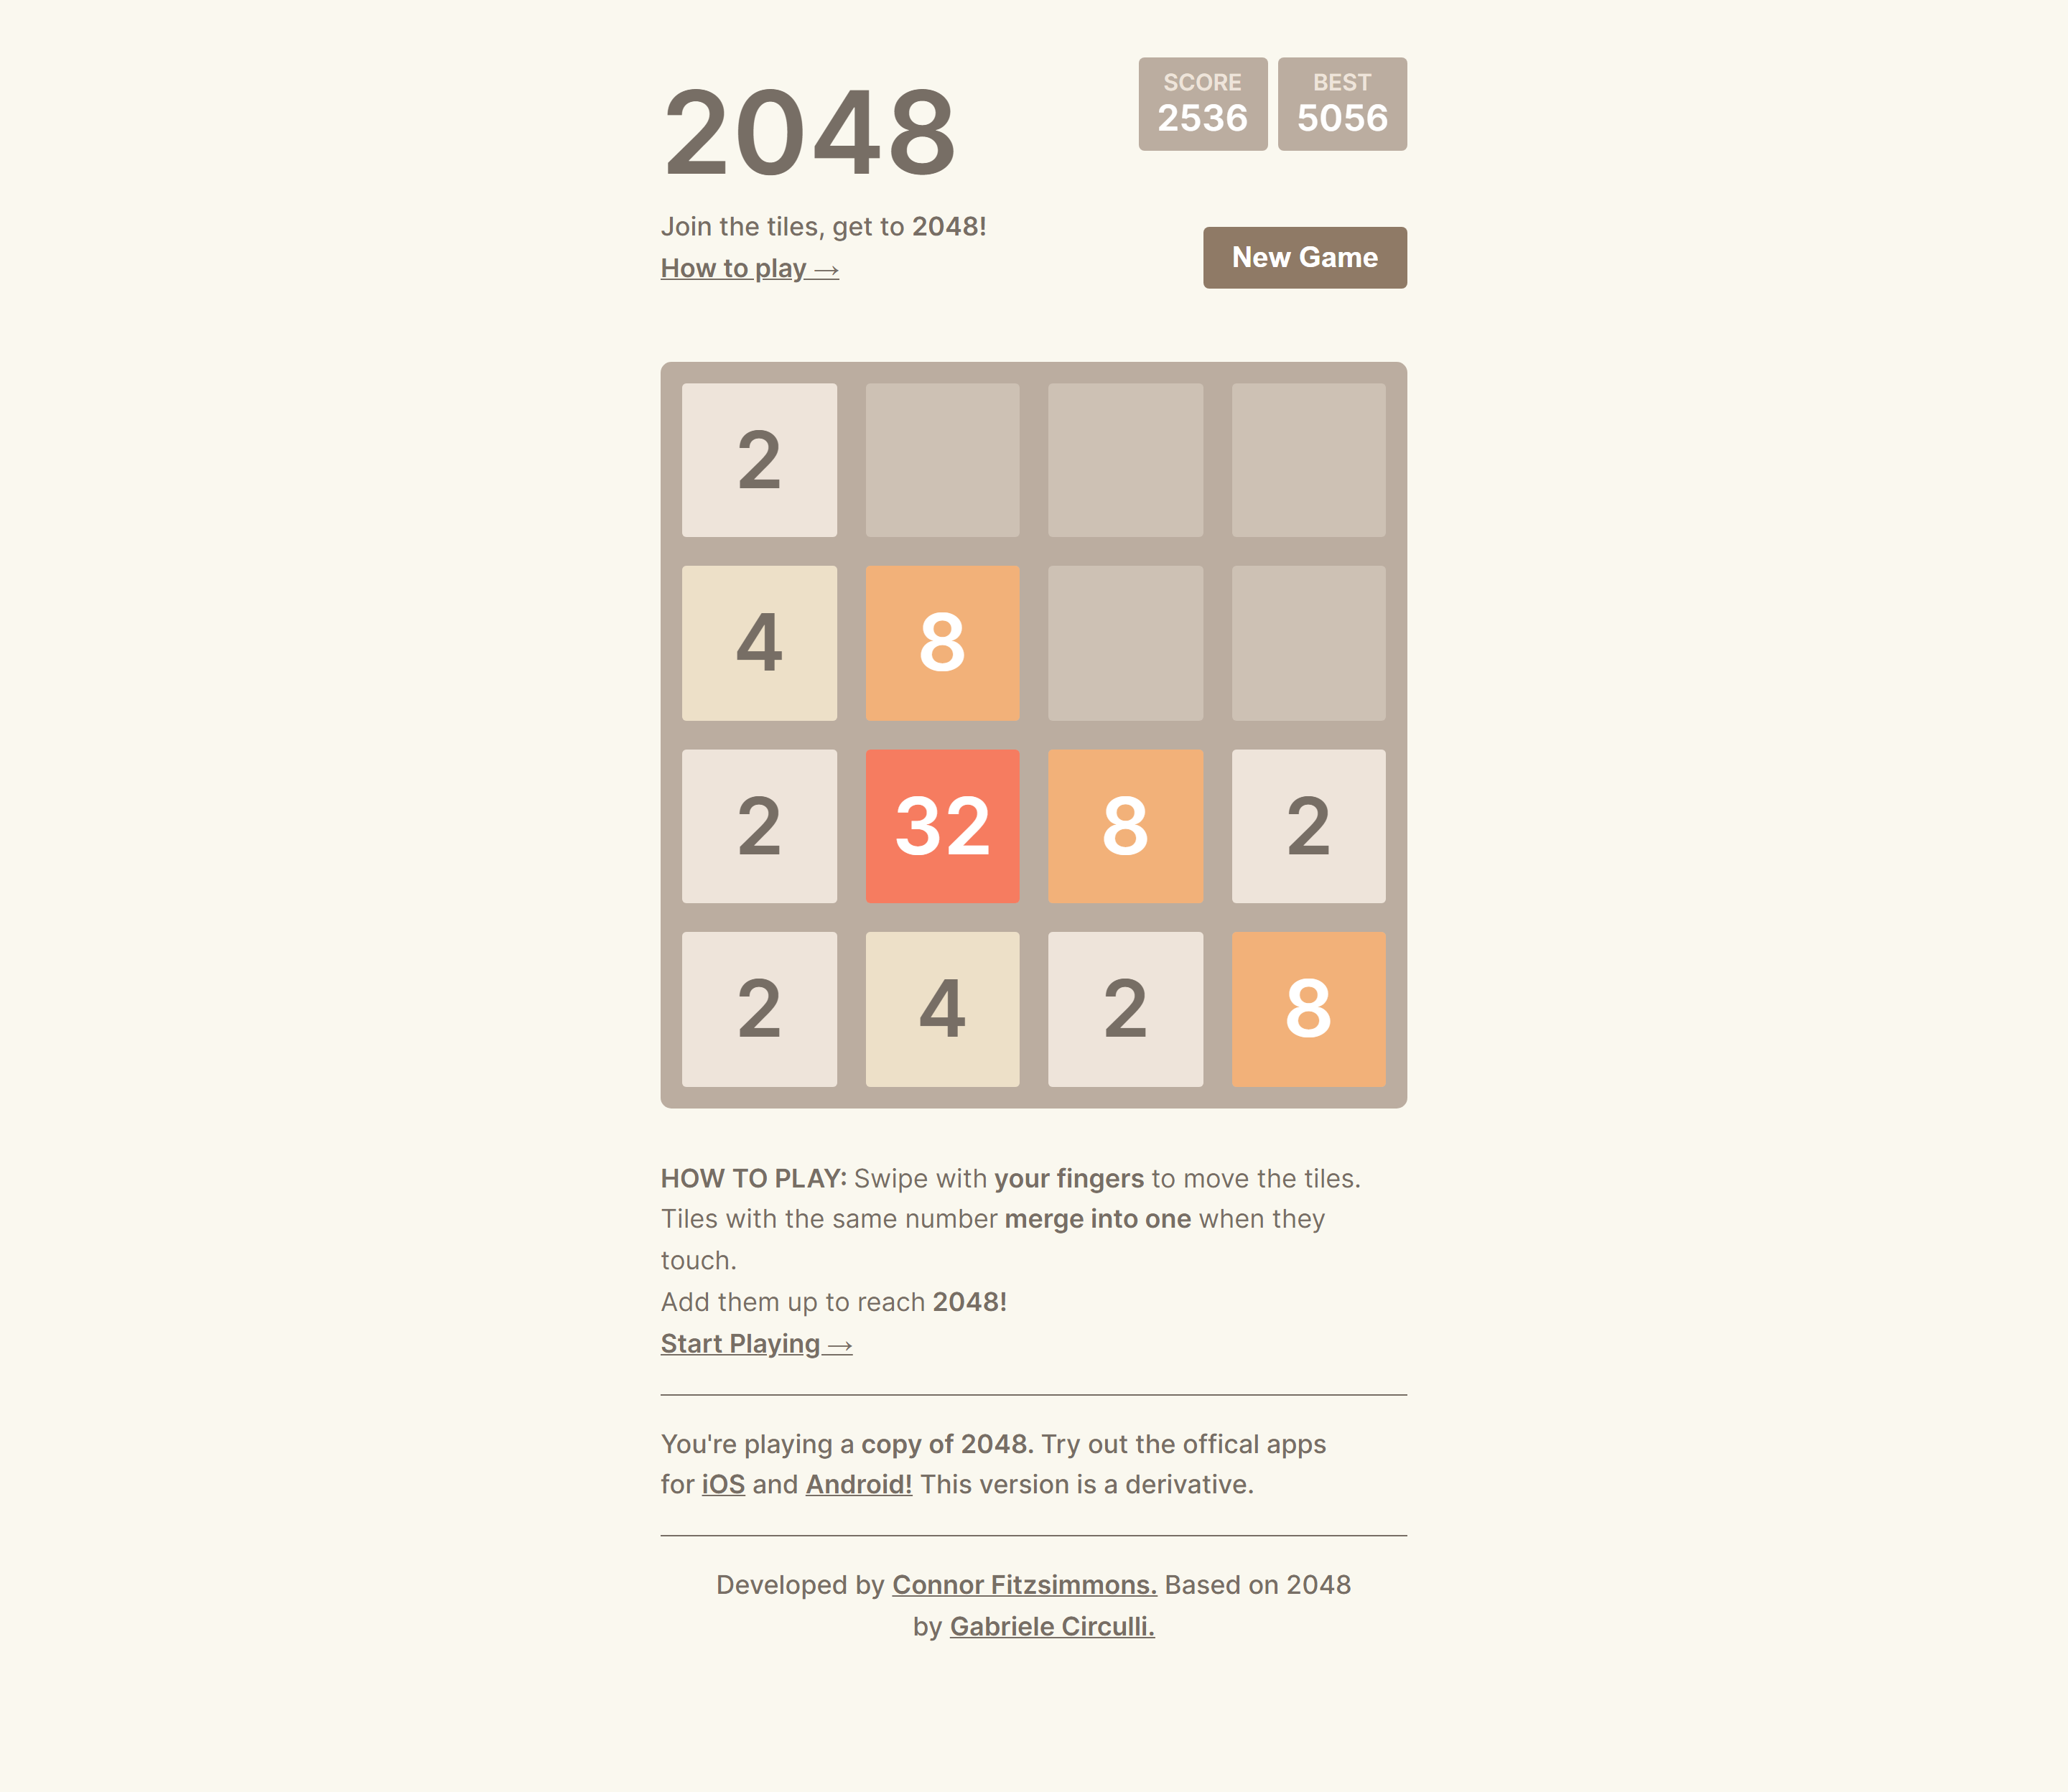 2048
SCORE
2536
BEST
5056
Join the tiles, get to 2048!
How to play →
New Game
2
4 8
2 32 8 2
2 4 2 8
HOW TO PLAY: Swipe with your fingers to move the tiles.
Tiles with the same number merge into one when they
touch.
Add them up to reach 2048!
Start Playing →
You're playing a copy of 2048. Try out the offical apps
for iOS and Android! This version is a derivative.
Developed by Connor Fitzsimmons. Based on 2048
by Gabriele Circulli.